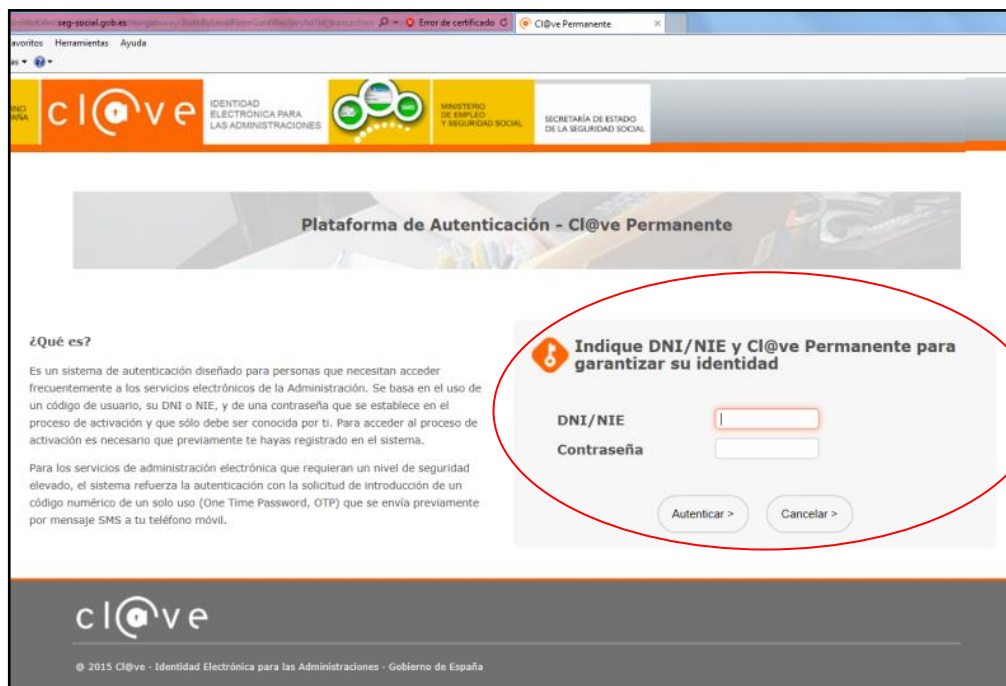 seg-social.gob.es
Error de certificado
Cl@ve Permanente
avoritos Herramientas Ayuda
as
cl@ve
IDENTIDAD
ELECTRÓNICA PARA
LAS ADMINISTRACIONES
MINISTERIO
DE EMPLEO
Y SEGURIDAD SOCIAL
SECRETARÍA DE ESTADO
DE LA SEGURIDAD SOCIAL
Plataforma de Autenticación - Cl@ve Permanente
¿Qué es?
Es un sistema de autenticación diseñado para personas que necesitan acceder
frecuentemente a los servicios electrónicos de la Administración. Se basa en el uso de
un código de usuario, su DNI o NIE, y de una contraseña que se establece en el
proceso de activación y que sólo debe ser conocida por ti. Para acceder al proceso de
activación es necesario que previamente te hayas registrado en el sistema.
Para los servicios de administración electrónica que requieran un nivel de seguridad
elevado, el sistema refuerza la autenticación con la solicitud de introducción de un
código numérico de un solo uso (One Time Password, OTP) que se envía previamente
por mensaje SMS a tu teléfono móvil.
Indique DNI/NIE y Cl@ve Permanente para
garantizar su identidad
DNI/NIE
Contraseña
Autenticar >
Cancelar >
cl@ve
@ 2015 Cl@ve - Identidad Electrónica para las Administraciones - Gobierno de España